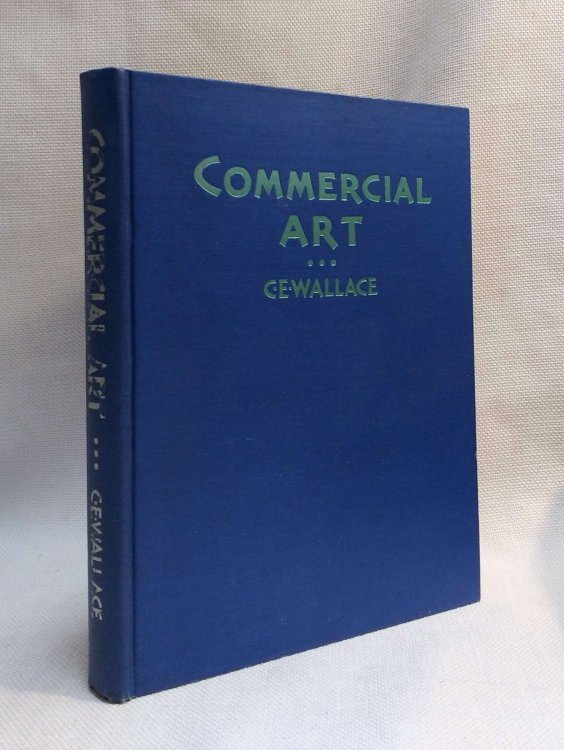 COMMERCIAL
ART
...
C·E·WALLACE
COMMERCIAL ART ... C·E·WALLACE